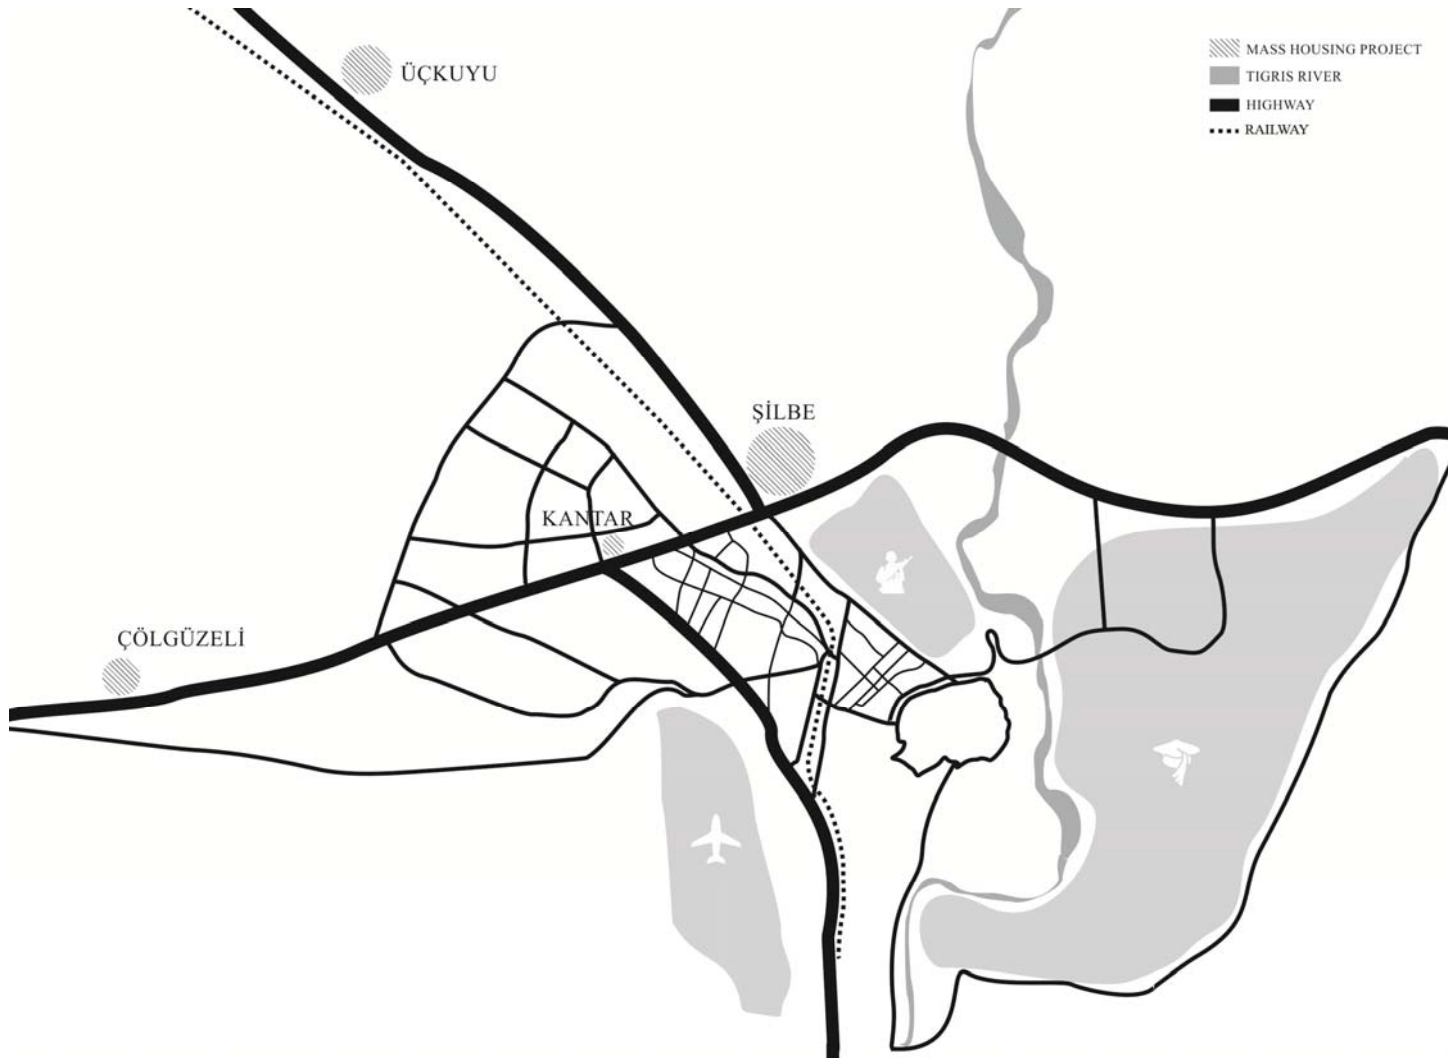 ÜÇKUYU
MASS HOUSING PROJECT
TIGRIS RIVER
HIGHWAY
RAILWAY
ŞİLBE
KANTAR
ÇÖLGÜZELİ